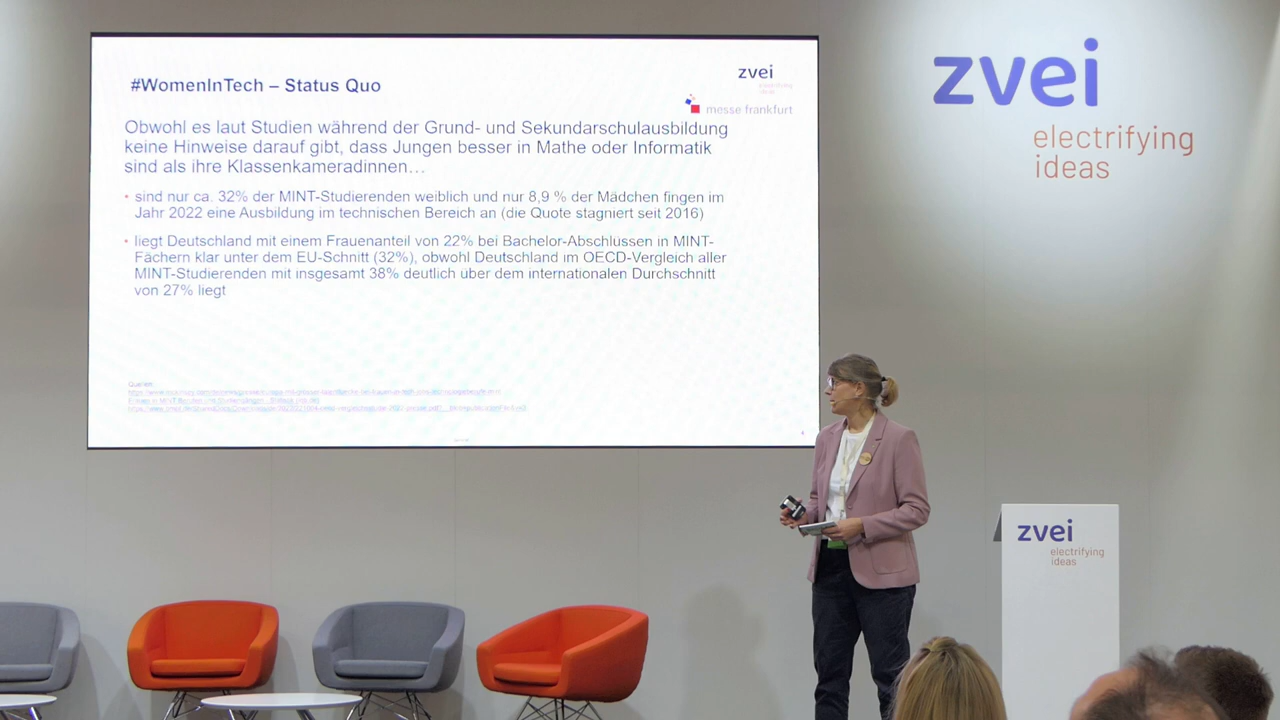 #WomenInTech – Status Quo
zvei
messe frankfurt
Obwohl es laut Studien während der Grund- und Sekundarschulausbildung
keine Hinweise darauf gibt, dass Jungen besser in Mathe oder Informatik
sind als ihre Klassenkameradinnen…
• sind nur ca. 32% der MINT-Studierenden weiblich und nur 8,9 % der Mädchen fingen im
Jahr 2022 eine Ausbildung im technischen Bereich an (die Quote stagniert seit 2016)
• liegt Deutschland mit einem Frauenanteil von 22% bei Bachelor-Abschlüssen in MINT-
Fächern klar unter dem EU-Schnitt (32%), obwohl Deutschland im OECD-Vergleich aller
MINT-Studierenden mit insgesamt 38% deutlich über dem internationalen Durchschnitt
von 27% liegt
Quellen:
zvei
electrifying
ideas
zvei
electrifying
ideas